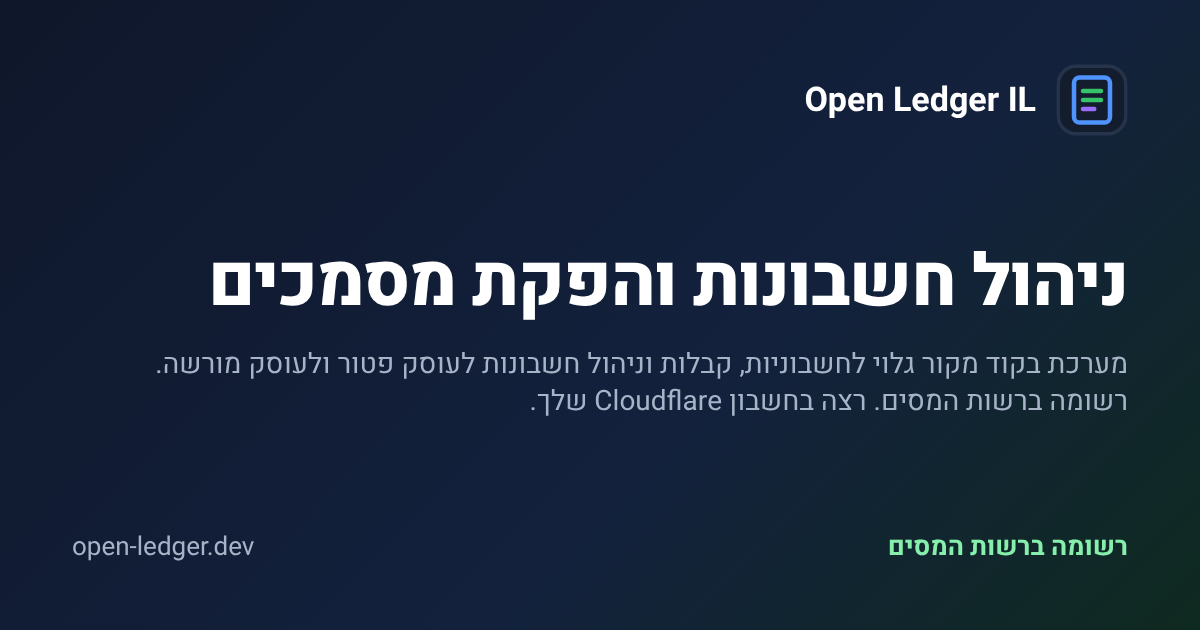 Open Ledger IL
ניהול חשבונות והפקת מסמכים
מערכת בקוד מקור גלוי לחשבוניות, קבלות וניהול חשבונות לעוסק פטור ולעוסק מורשה.
רשומה ברשות המסים. רצה בחשבון Cloudflare שלך.
רשומה ברשות המסים
open-ledger.dev